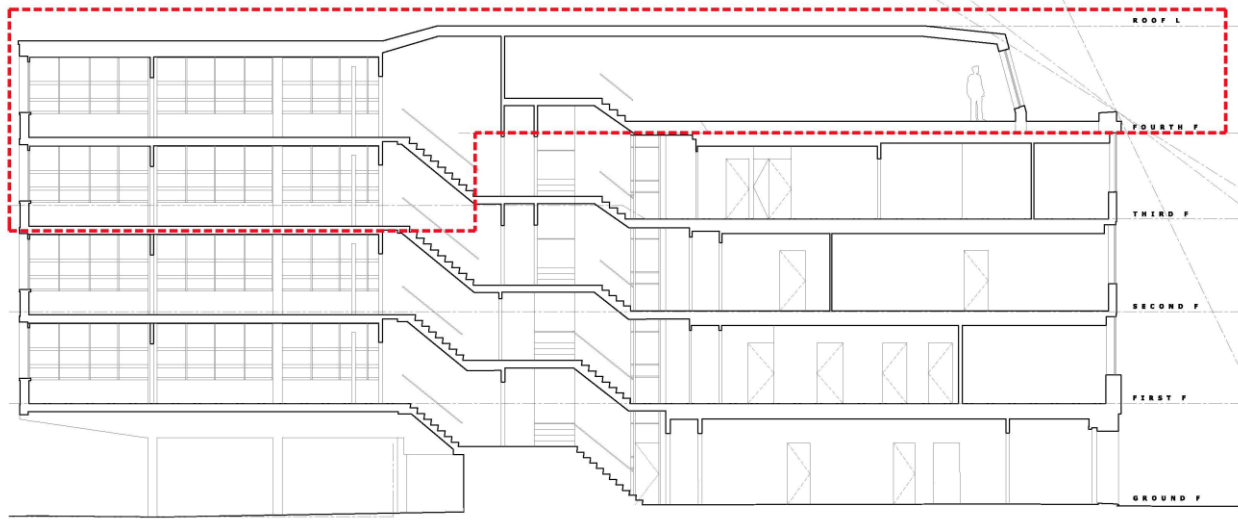 ROOF L
FOURTH F
THIRD F
SECOND F
FIRST F
GROUND F